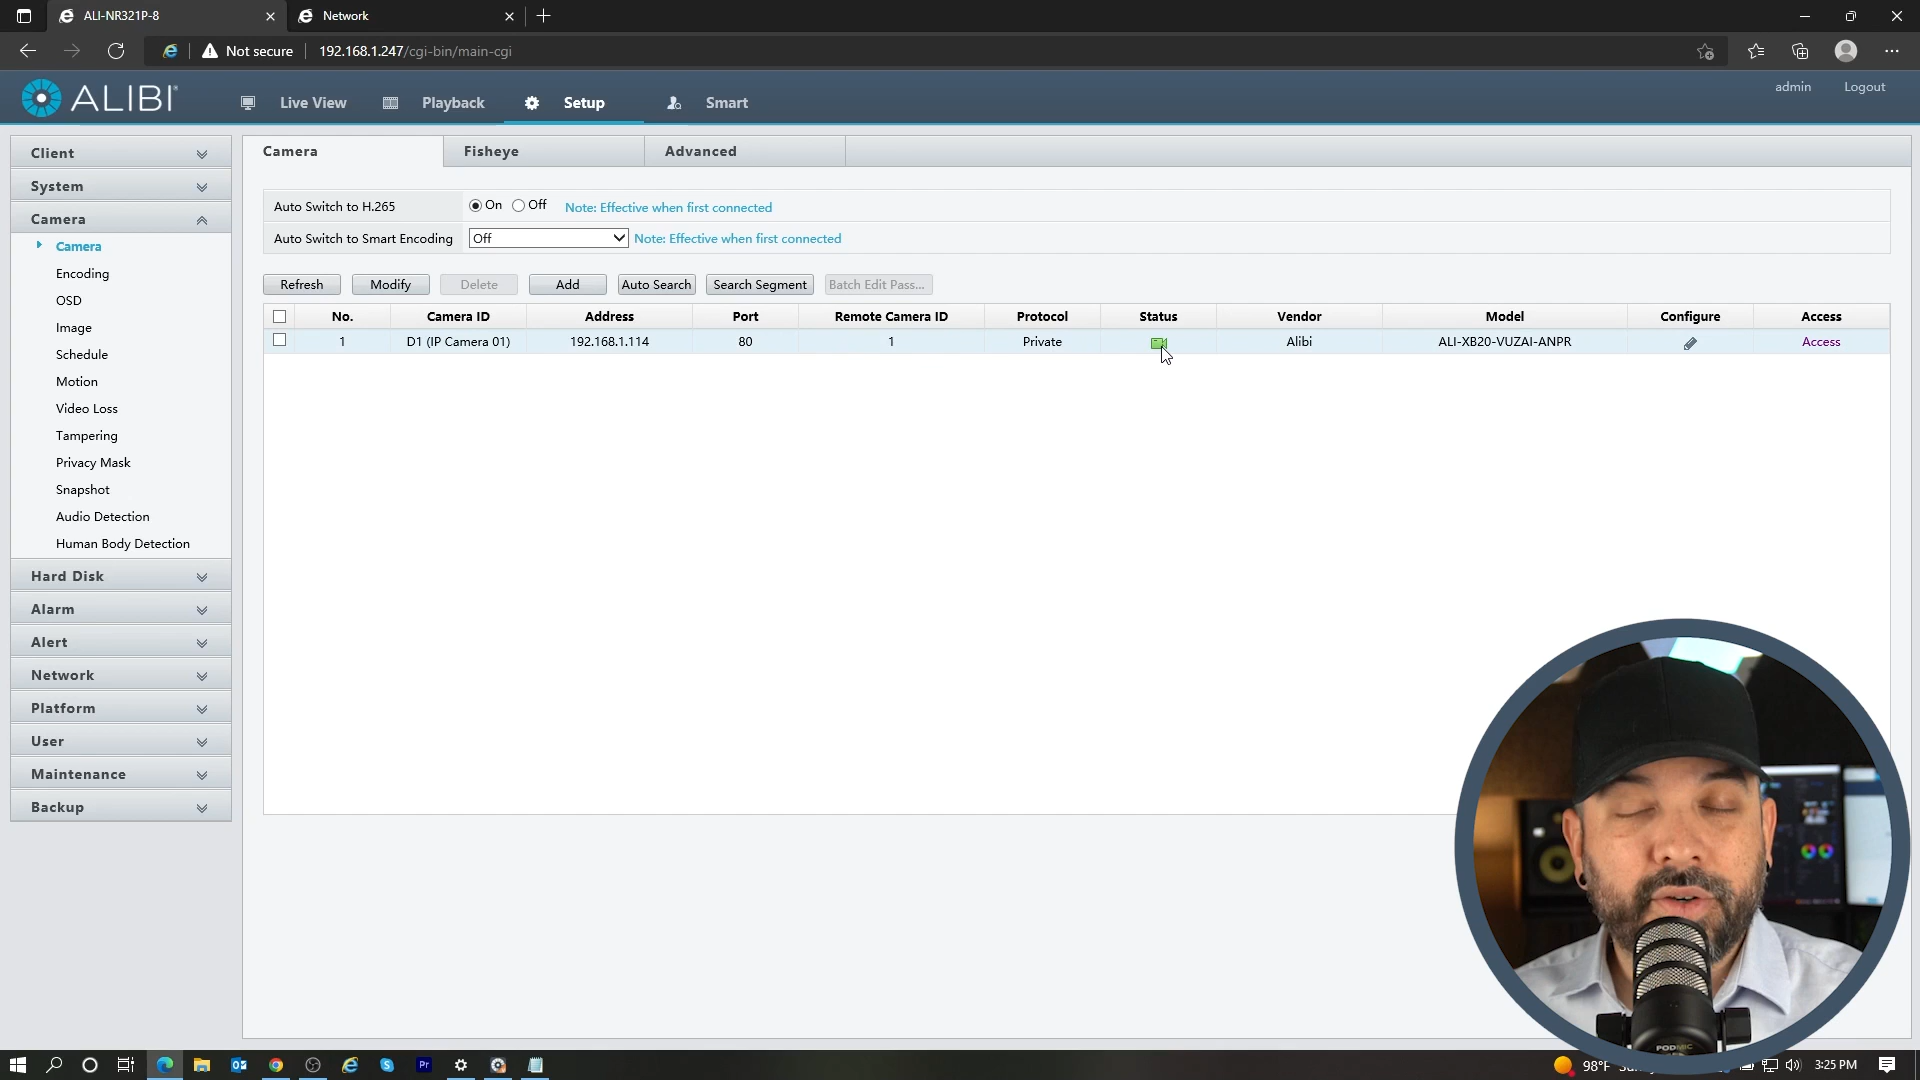 ALI-NR321P-8
Network
Not secure
192.168.1.247/cgi-bin/main-cgi
ALIBI
Live View
Playback
Setup
Smart
admin
Logout
Client
System
Camera
Camera
Encoding
OSD
Image
Schedule
Motion
Video Loss
Tampering
Privacy Mask
Snapshot
Audio Detection
Human Body Detection
Hard Disk
Alarm
Alert
Network
Platform
User
Maintenance
Backup
Camera Fisheye Advanced
Auto Switch to H.265 On Off Note: Effective when first connected
Auto Switch to Smart Encoding Off Note: Effective when first connected
Refresh Modify Delete Add Auto Search Search Segment Batch Edit Pass...
No. Camera ID Address Port Remote Camera ID Protocol Status Vendor Model Configure Access
1 D1 (IP Camera 01) 192.168.1.114 80 1 Private Alibi ALI-XB20-VUZAI-ANPR Access
PODMIC
Pr
98°F
3:25 PM